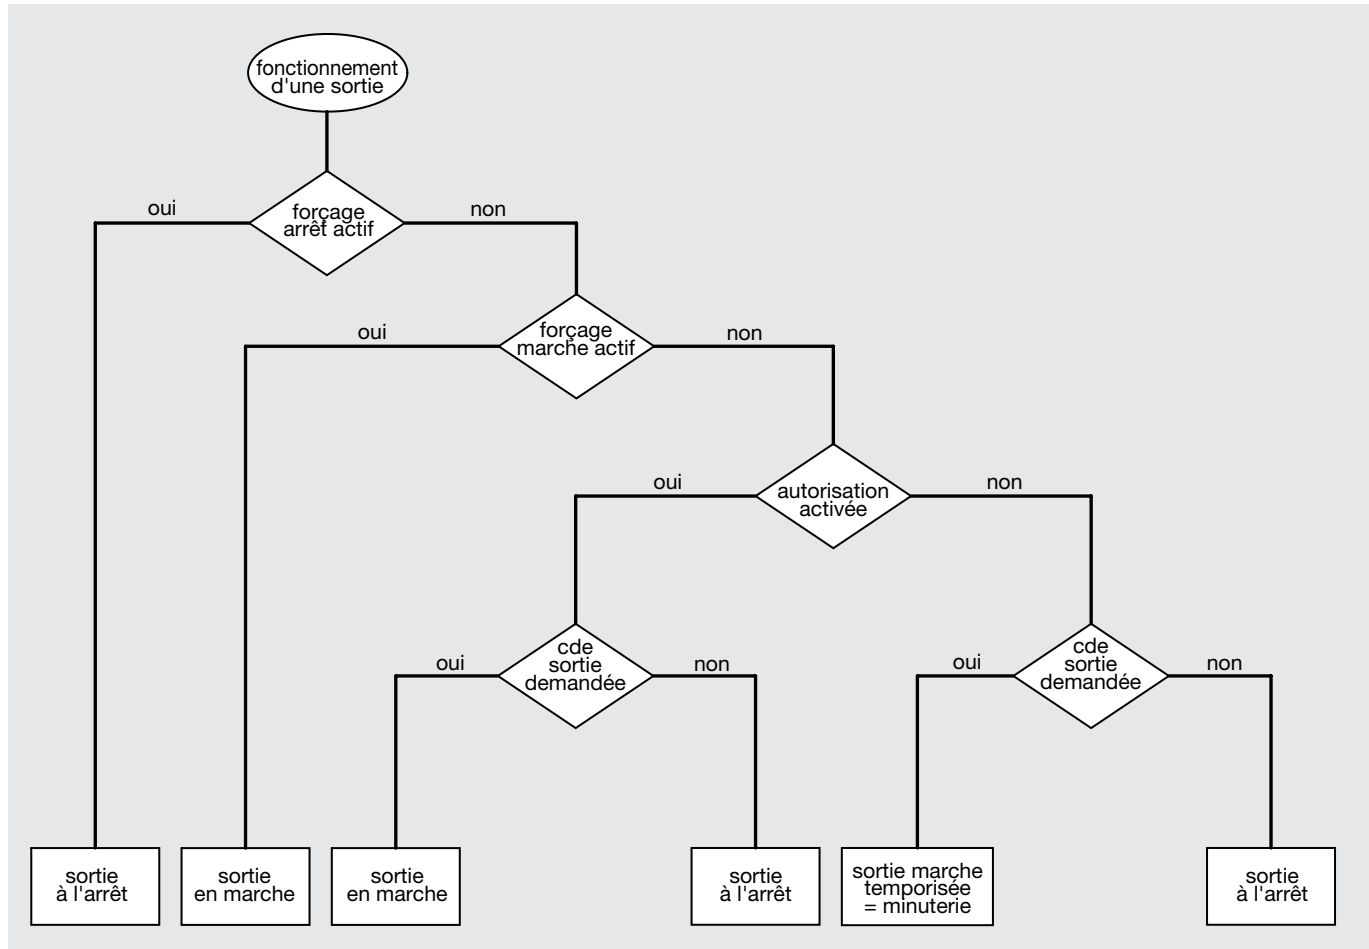 fonctionnement
d'une sortie
oui
non
forçage
arrêt actif
oui
non
forçage
marche actif
oui
non
autorisation
activée
oui
non
cde
sortie
demandée
oui
non
cde
sortie
demandée
sortie
à l'arrêt
sortie
en marche
sortie
en marche
sortie
à l'arrêt
sortie marche
temporisée
= minuterie
sortie
à l'arrêt